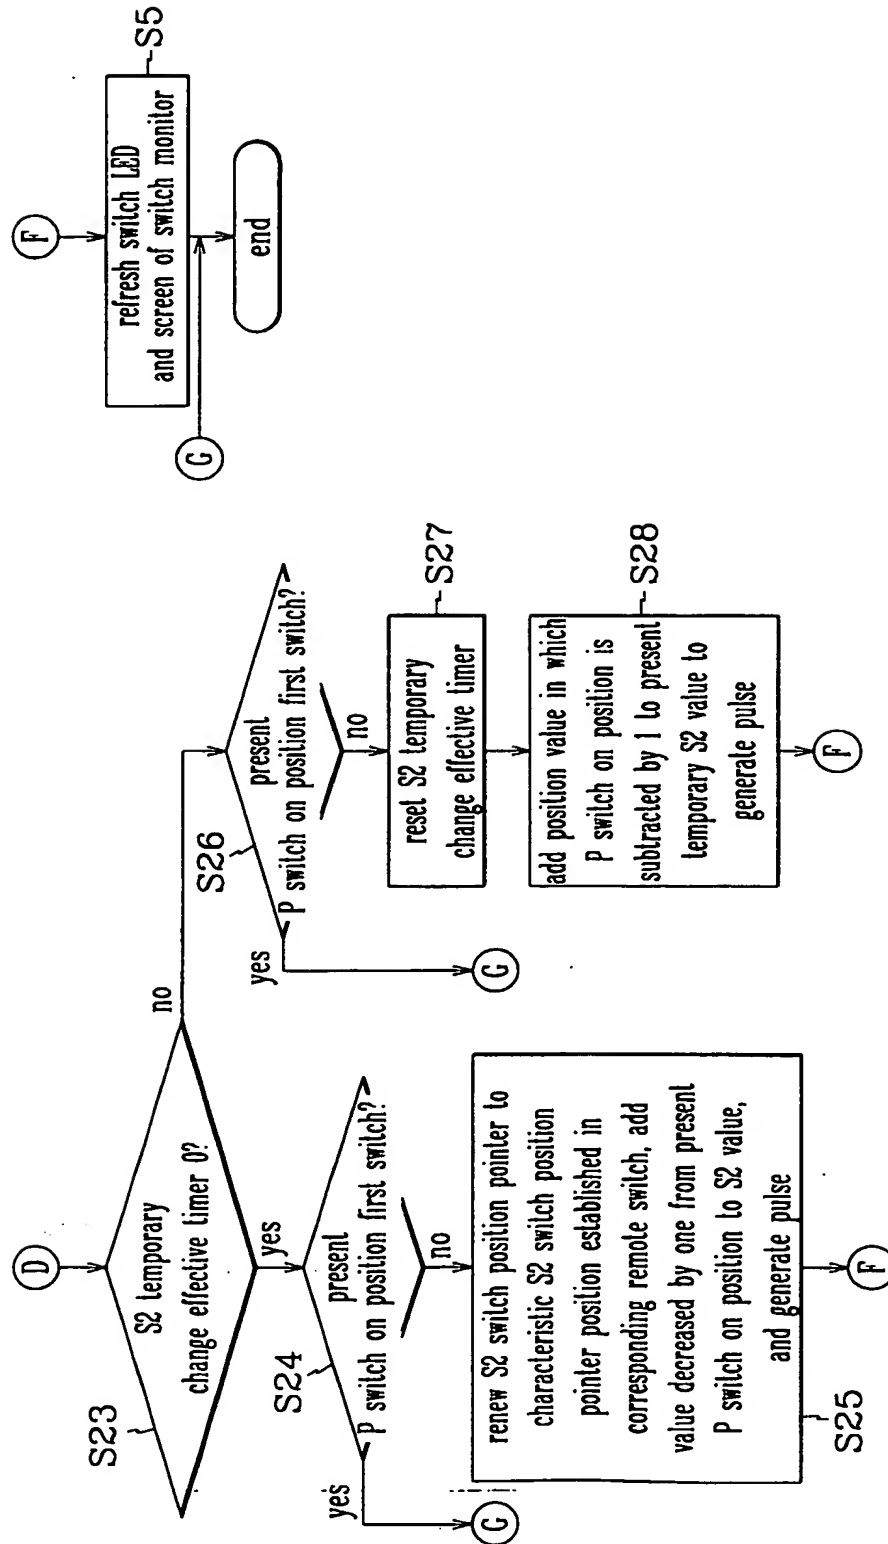 D
S23
S2 temporary
change effective timer 0?
yes
no
S24
present
P switch on position first switch?
yes
no
G
renew S2 switch position pointer to
characteristic S2 switch position
pointer position established in
corresponding remote switch, add
value decreased by one from present
P switch on position to S2 value,
and generate pulse
S25
F
S26
present
P switch on position first switch?
yes
no
G
reset S2 temporary
change effective timer
S27
add position value in which
P switch on position is
subtracted by 1 to present
temporary S2 value to
generate pulse
S28
F
F
refresh switch LED
and screen of switch monitor
S5
G
end